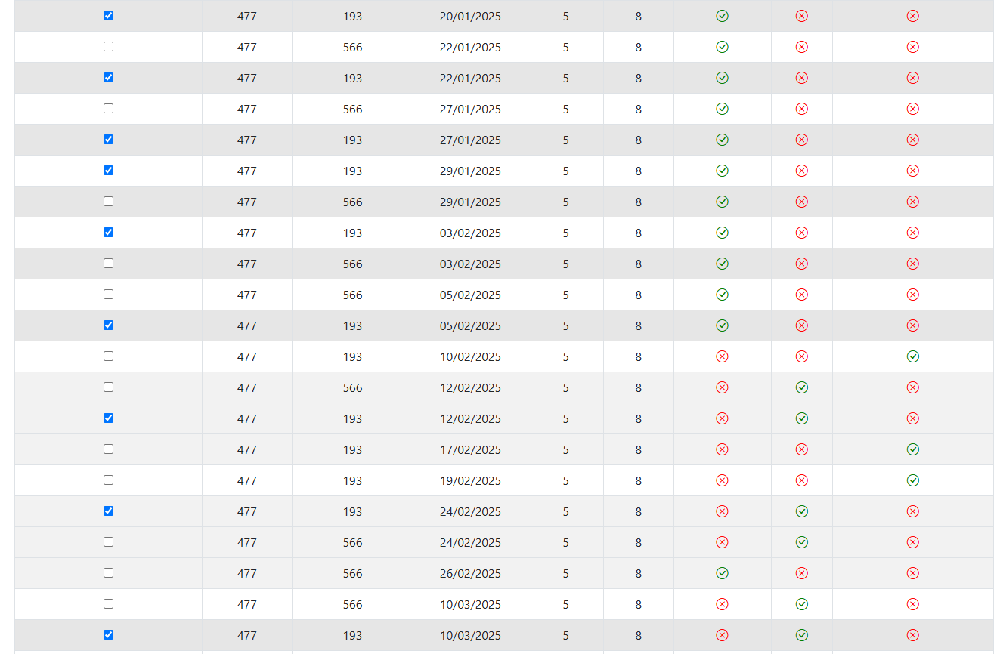 477 193 20/01/2025 5 8
477 566 22/01/2025 5 8
477 193 22/01/2025 5 8
477 566 27/01/2025 5 8
477 193 27/01/2025 5 8
477 193 29/01/2025 5 8
477 566 29/01/2025 5 8
477 193 03/02/2025 5 8
477 566 03/02/2025 5 8
477 566 05/02/2025 5 8
477 193 05/02/2025 5 8
477 193 10/02/2025 5 8
477 566 12/02/2025 5 8
477 193 12/02/2025 5 8
477 193 17/02/2025 5 8
477 193 19/02/2025 5 8
477 193 24/02/2025 5 8
477 566 24/02/2025 5 8
477 566 26/02/2025 5 8
477 566 10/03/2025 5 8
477 193 10/03/2025 5 8